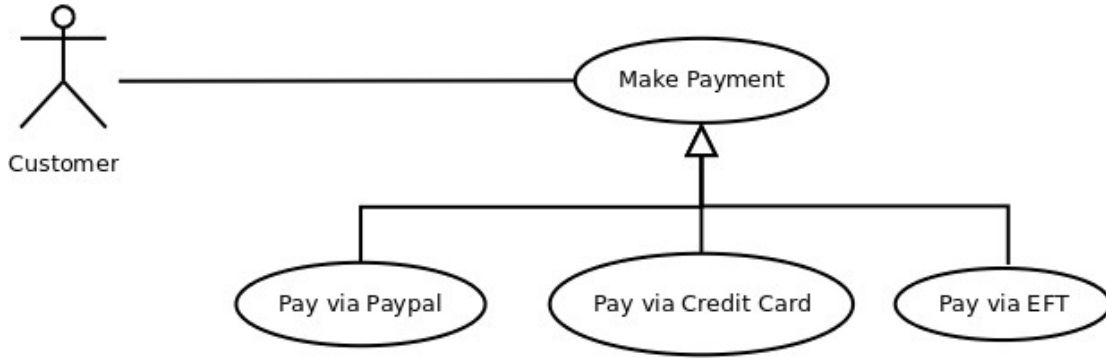 Make Payment
Customer
Pay via Paypal
Pay via Credit Card
Pay via EFT